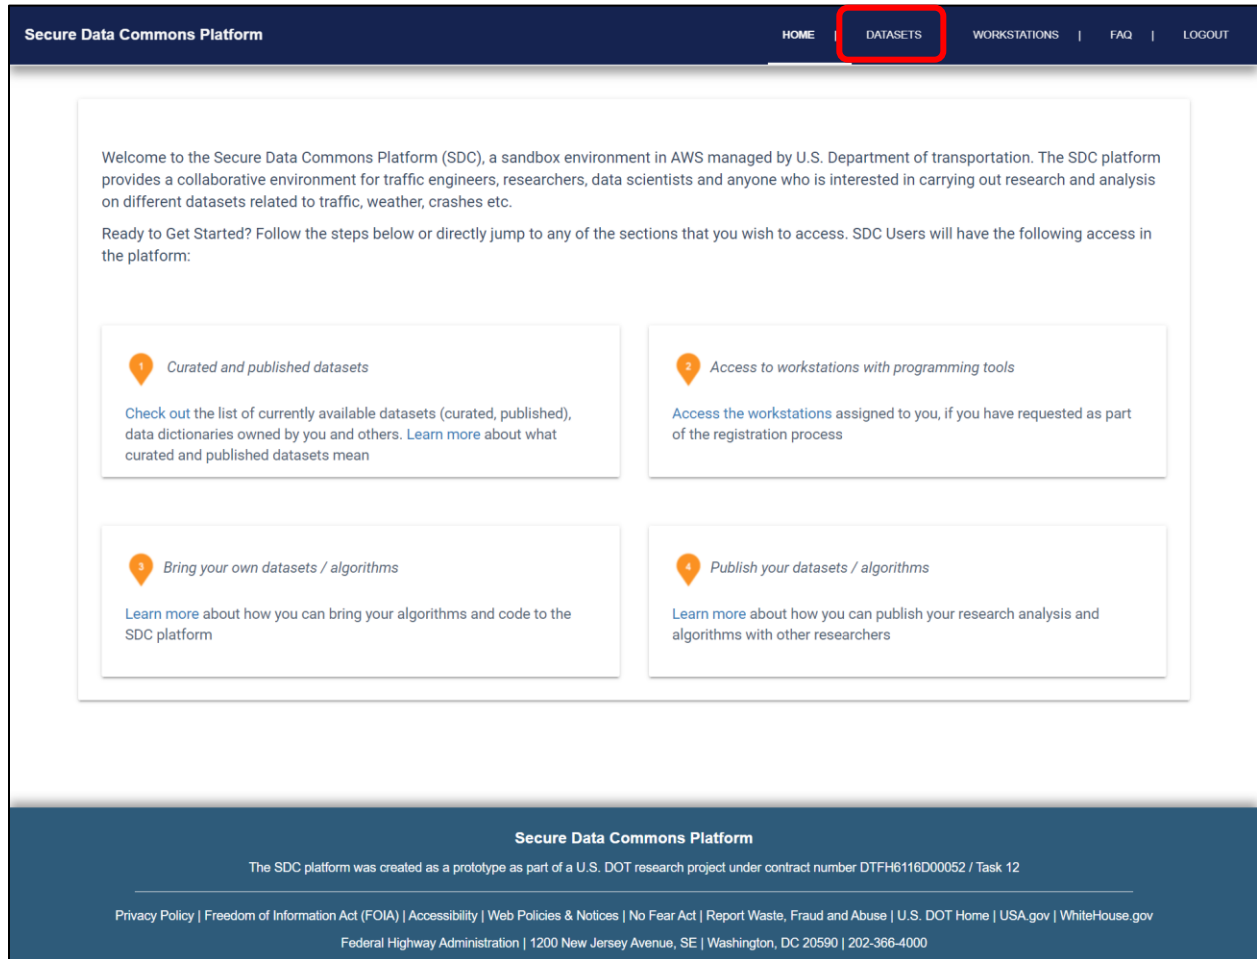 Secure Data Commons Platform
HOME | DATASETS WORKSTATIONS | FAQ | LOGOUT
Welcome to the Secure Data Commons Platform (SDC), a sandbox environment in AWS managed by U.S. Department of transportation. The SDC platform
provides a collaborative environment for traffic engineers, researchers, data scientists and anyone who is interested in carrying out research and analysis
on different datasets related to traffic, weather, crashes etc.
Ready to Get Started? Follow the steps below or directly jump to any of the sections that you wish to access. SDC Users will have the following access in
the platform:
1 Curated and published datasets
Check out the list of currently available datasets (curated, published),
data dictionaries owned by you and others. Learn more about what
curated and published datasets mean
2 Access to workstations with programming tools
Access the workstations assigned to you, if you have requested as part
of the registration process
3 Bring your own datasets / algorithms
Learn more about how you can bring your algorithms and code to the
SDC platform
4 Publish your datasets / algorithms
Learn more about how you can publish your research analysis and
algorithms with other researchers
Secure Data Commons Platform
The SDC platform was created as a prototype as part of a U.S. DOT research project under contract number DTFH6116D00052 / Task 12
Privacy Policy | Freedom of Information Act (FOIA) | Accessibility | Web Policies & Notices | No Fear Act | Report Waste, Fraud and Abuse | U.S. DOT Home | USA.gov | WhiteHouse.gov
Federal Highway Administration | 1200 New Jersey Avenue, SE | Washington, DC 20590 | 202-366-4000